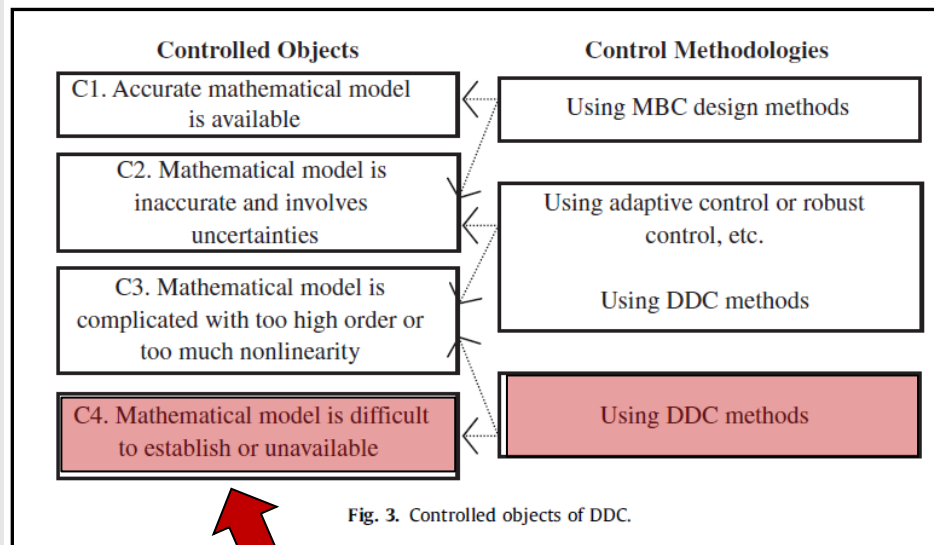 Controlled Objects
Control Methodologies
C1. Accurate mathematical model
is available
Using MBC design methods
C2. Mathematical model is
inaccurate and involves
uncertainties
Using adaptive control or robust
control, etc.
Using DDC methods
C3. Mathematical model is
complicated with too high order or
too much nonlinearity
C4. Mathematical model is difficult
to establish or unavailable
Using DDC methods
Fig. 3. Controlled objects of DDC.